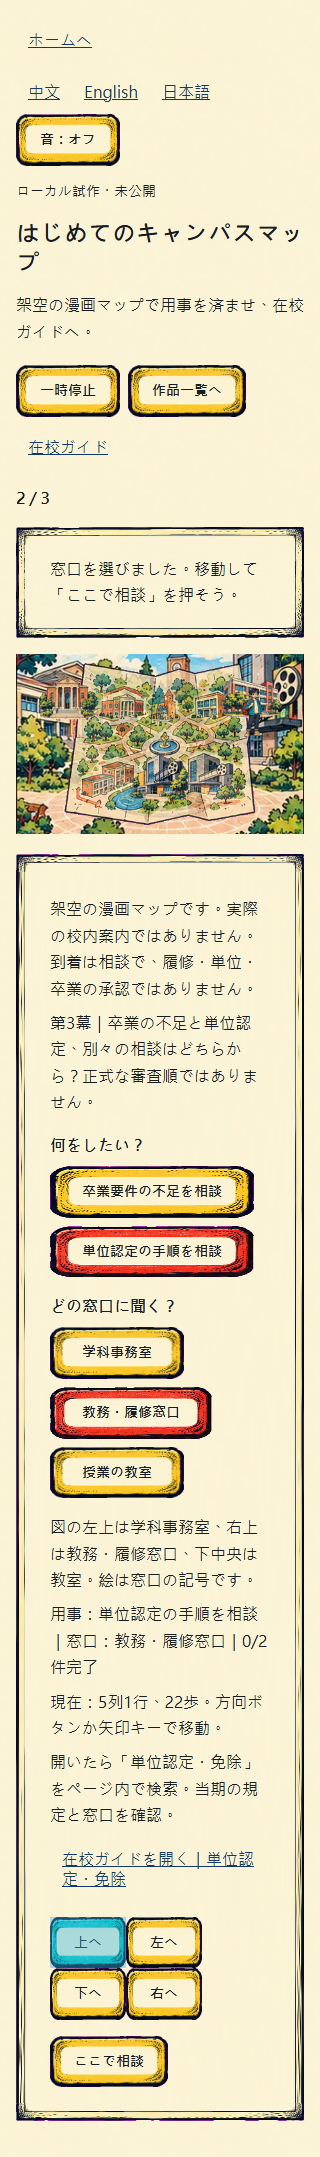 ホームへ
中文 English 日本語
音：オフ
ローカル試作・未公開
はじめてのキャンパスマッ
プ
架空の漫画マップで用事を済ませ、在校
ガイドへ。
一時停止 作品一覧へ
在校ガイド
2 / 3
窓口を選びました。移動して
「ここで相談」を押そう。
架空の漫画マップです。実際
の校内案内ではありません。
到着は相談で、履修・単位・
卒業の承認ではありません。
第3幕｜卒業の不足と単位認
定、別々の相談はどちらか
ら？正式な審査順ではありま
せん。
何をしたい？
卒業要件の不足を相談
単位認定の手順を相談
どの窓口に聞く？
学科事務室
教務・履修窓口
授業の教室
図の左上は学科事務室、右上
は教務・履修窓口、下中央は
教室。絵は窓口の記号です。
用事：単位認定の手順を相談
｜窓口：教務・履修窓口｜0/2
件完了
現在：5列1行、22歩。方向ボ
タンか矢印キーで移動。
開いたら「単位認定・免除」
をページ内で検索。当期の規
定と窓口を確認。
在校ガイドを開く｜単位認
定・免除
上へ 左へ
下へ 右へ
ここで相談